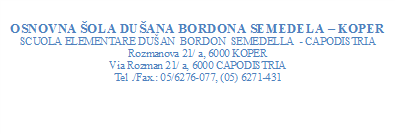 OSNOVNA ŠOLA DUŠANA BORDONA SEMEDELA – KOPER
SCUOLA ELEMENTARE DUŠAN BORDON SEMEDELLA - CAPODISTRIA
Rozmanova 21/ a, 6000 KOPER
Via Rozman 21/ a, 6000 CAPODISTRIA
Tel ./Fax.: 05/6276-077, (05) 6271-431